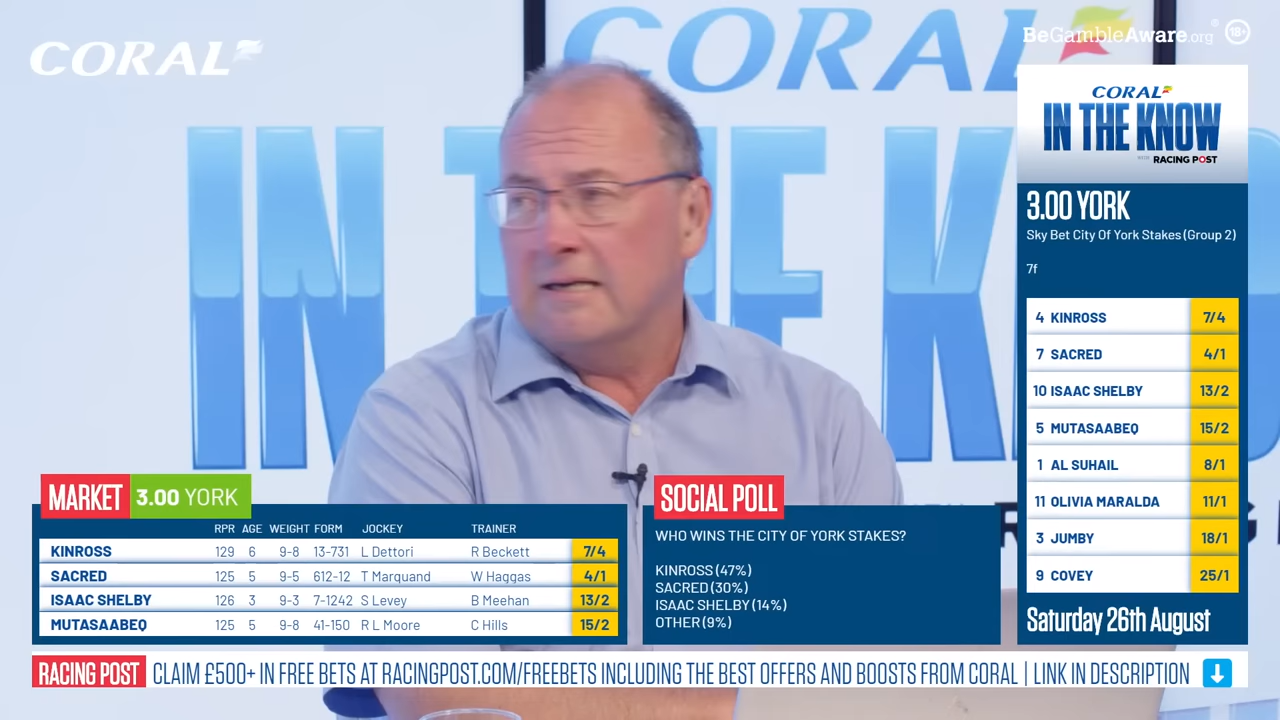 CORAL
CORAL
BeGambleAware.org® 18+
IN THE KNOW
CORAL
IN THE KNOW
WITH RACING POST
3.00 YORK
Sky Bet City Of York Stakes (Group 2)
7f
4 KINROSS 7/4
7 SACRED 4/1
10 ISAAC SHELBY 13/2
5 MUTASAABEQ 15/2
1 AL SUHAIL 8/1
11 OLIVIA MARALDA 11/1
3 JUMBY 18/1
9 COVEY 25/1
Saturday 26th August
MARKET 3.00 YORK
RPR AGE WEIGHT FORM JOCKEY TRAINER
KINROSS 129 6 9-8 13-731 L Dettori R Beckett 7/4
SACRED 125 5 9-5 612-12 T Marquand W Haggas 4/1
ISAAC SHELBY 126 3 9-3 7-1242 S Levey B Meehan 13/2
MUTASAABEQ 125 5 9-8 41-150 R L Moore C Hills 15/2
SOCIAL POLL
WHO WINS THE CITY OF YORK STAKES?
KINROSS (47%)
SACRED (30%)
ISAAC SHELBY (14%)
OTHER (9%)
RACING POST CLAIM £500+ IN FREE BETS AT RACINGPOST.COM/FREEBETS INCLUDING THE BEST OFFERS AND BOOSTS FROM CORAL | LINK IN DESCRIPTION